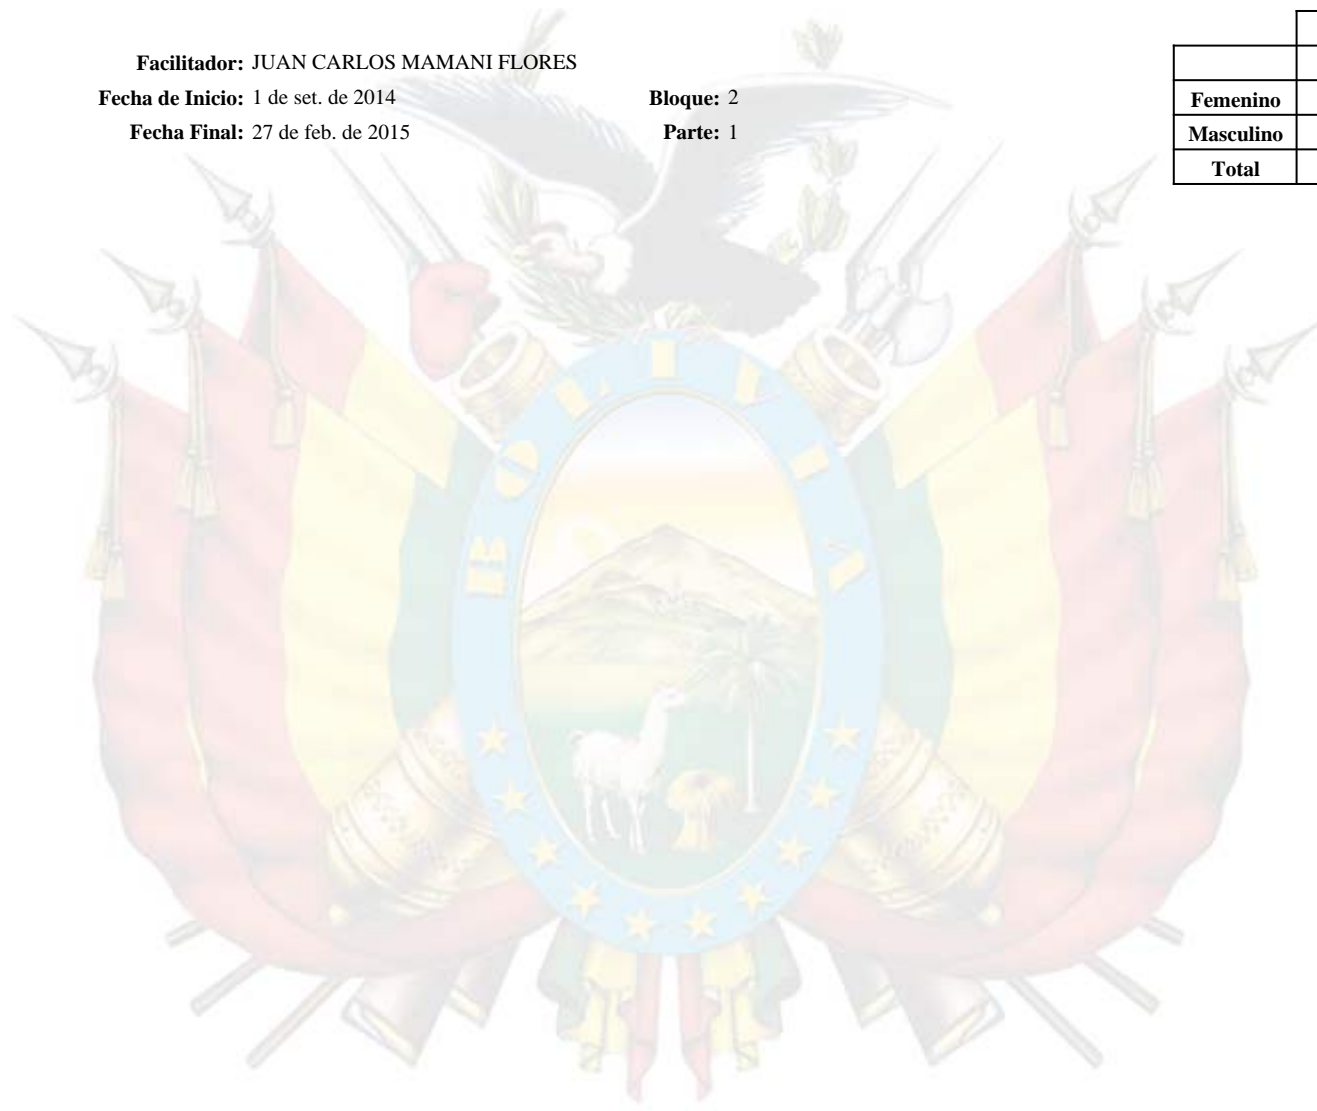 Facilitador: JUAN CARLOS MAMANI FLORES
Fecha de Inicio: 1 de set. de 2014 Bloque: 2
Fecha Final: 27 de feb. de 2015 Parte: 1
Femenino
Masculino
Total
BOLIVIA